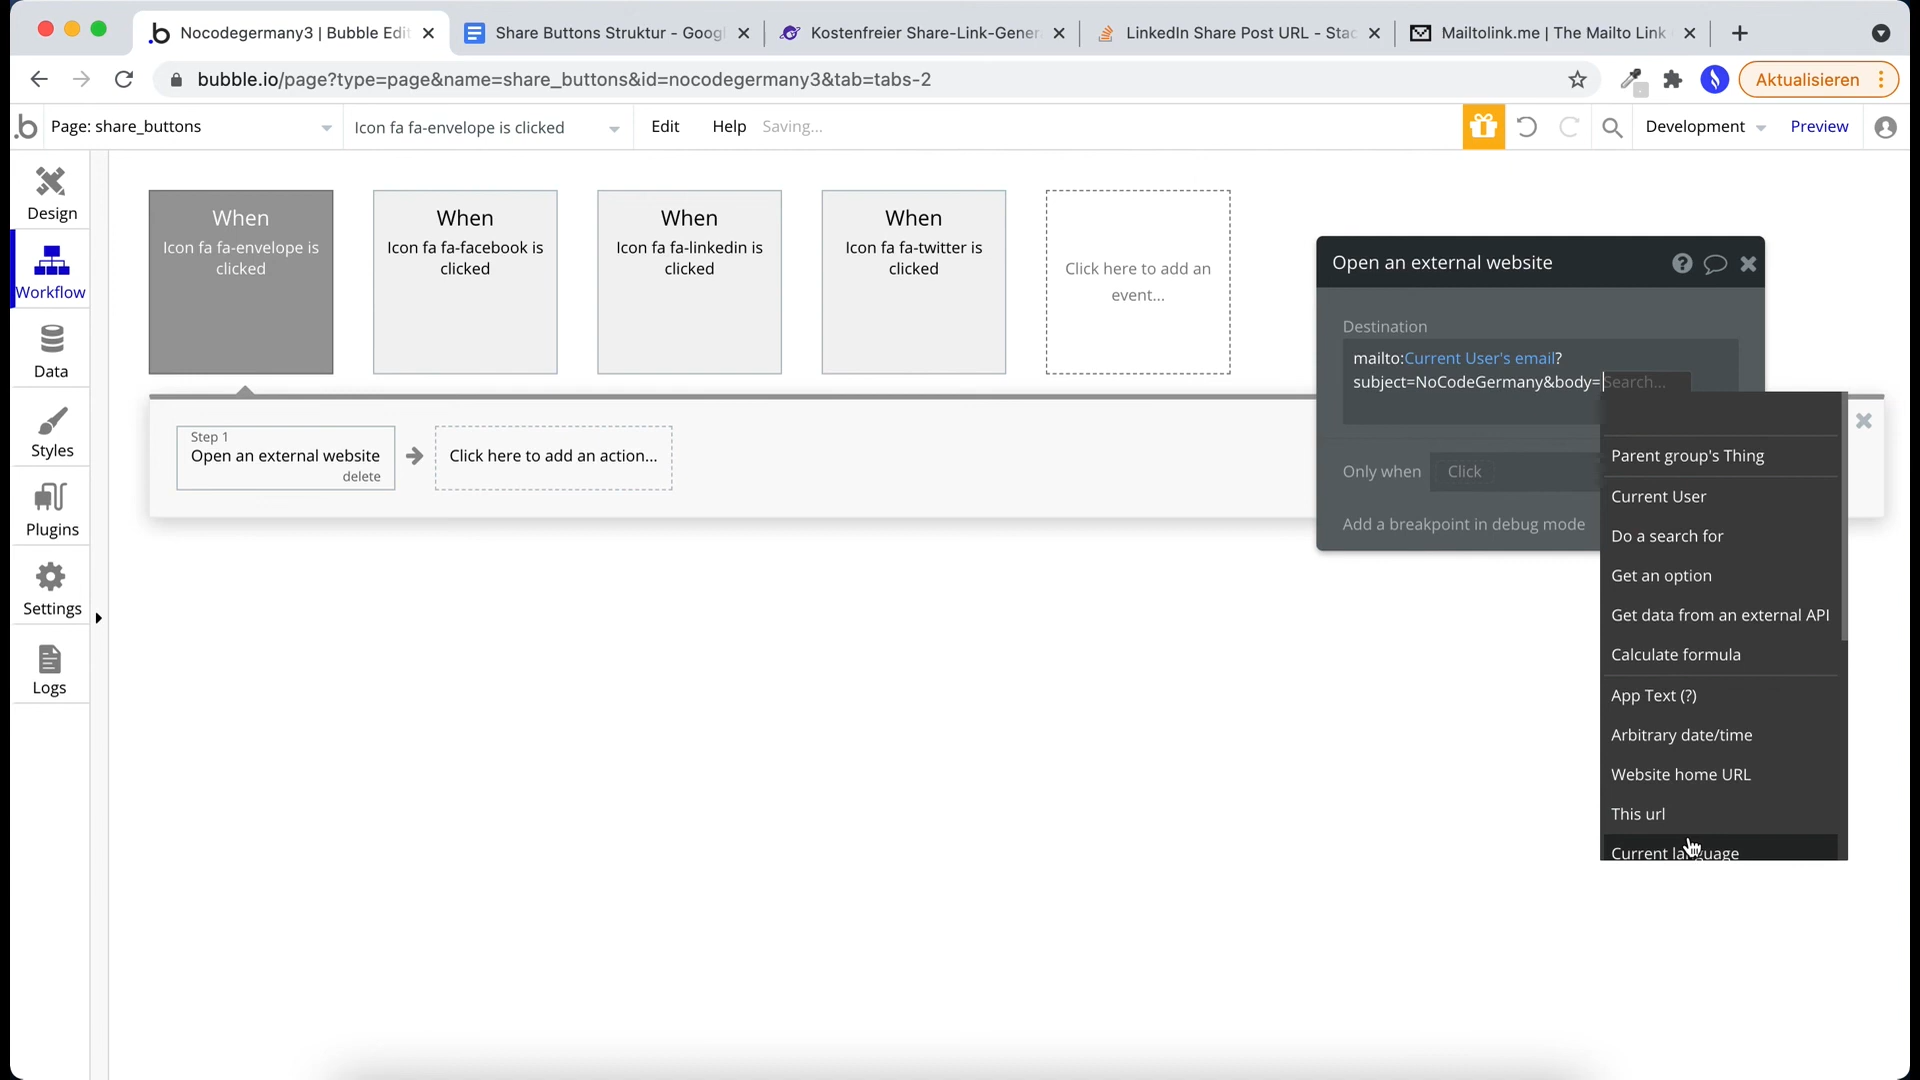 Nocodegermany3 | Bubble Edit
Share Buttons Struktur - Googl
Kostenfreier Share-Link-Gener
LinkedIn Share Post URL - Stac
Mailtolink.me | The Mailto Link
bubble.io/page?type=page&name=share_buttons&id=nocodegermany3&tab=tabs-2
Aktualisieren
Page: share_buttons
Icon fa fa-envelope is clicked
Edit
Help
Saving...
Development
Preview
Design
Workflow
Data
Styles
Plugins
Settings
Logs
When
Icon fa fa-envelope is
clicked
When
Icon fa fa-facebook is
clicked
When
Icon fa fa-linkedin is
clicked
When
Icon fa fa-twitter is
clicked
Click here to add an
event...
Step 1
Open an external website
delete
Click here to add an action...
Open an external website
Destination
mailto:Current User's email?
subject=NoCodeGermany&body=Search...
Only when
Click
Add a breakpoint in debug mode
Parent group's Thing
Current User
Do a search for
Get an option
Get data from an external API
Calculate formula
App Text (?)
Arbitrary date/time
Website home URL
This url
Current language